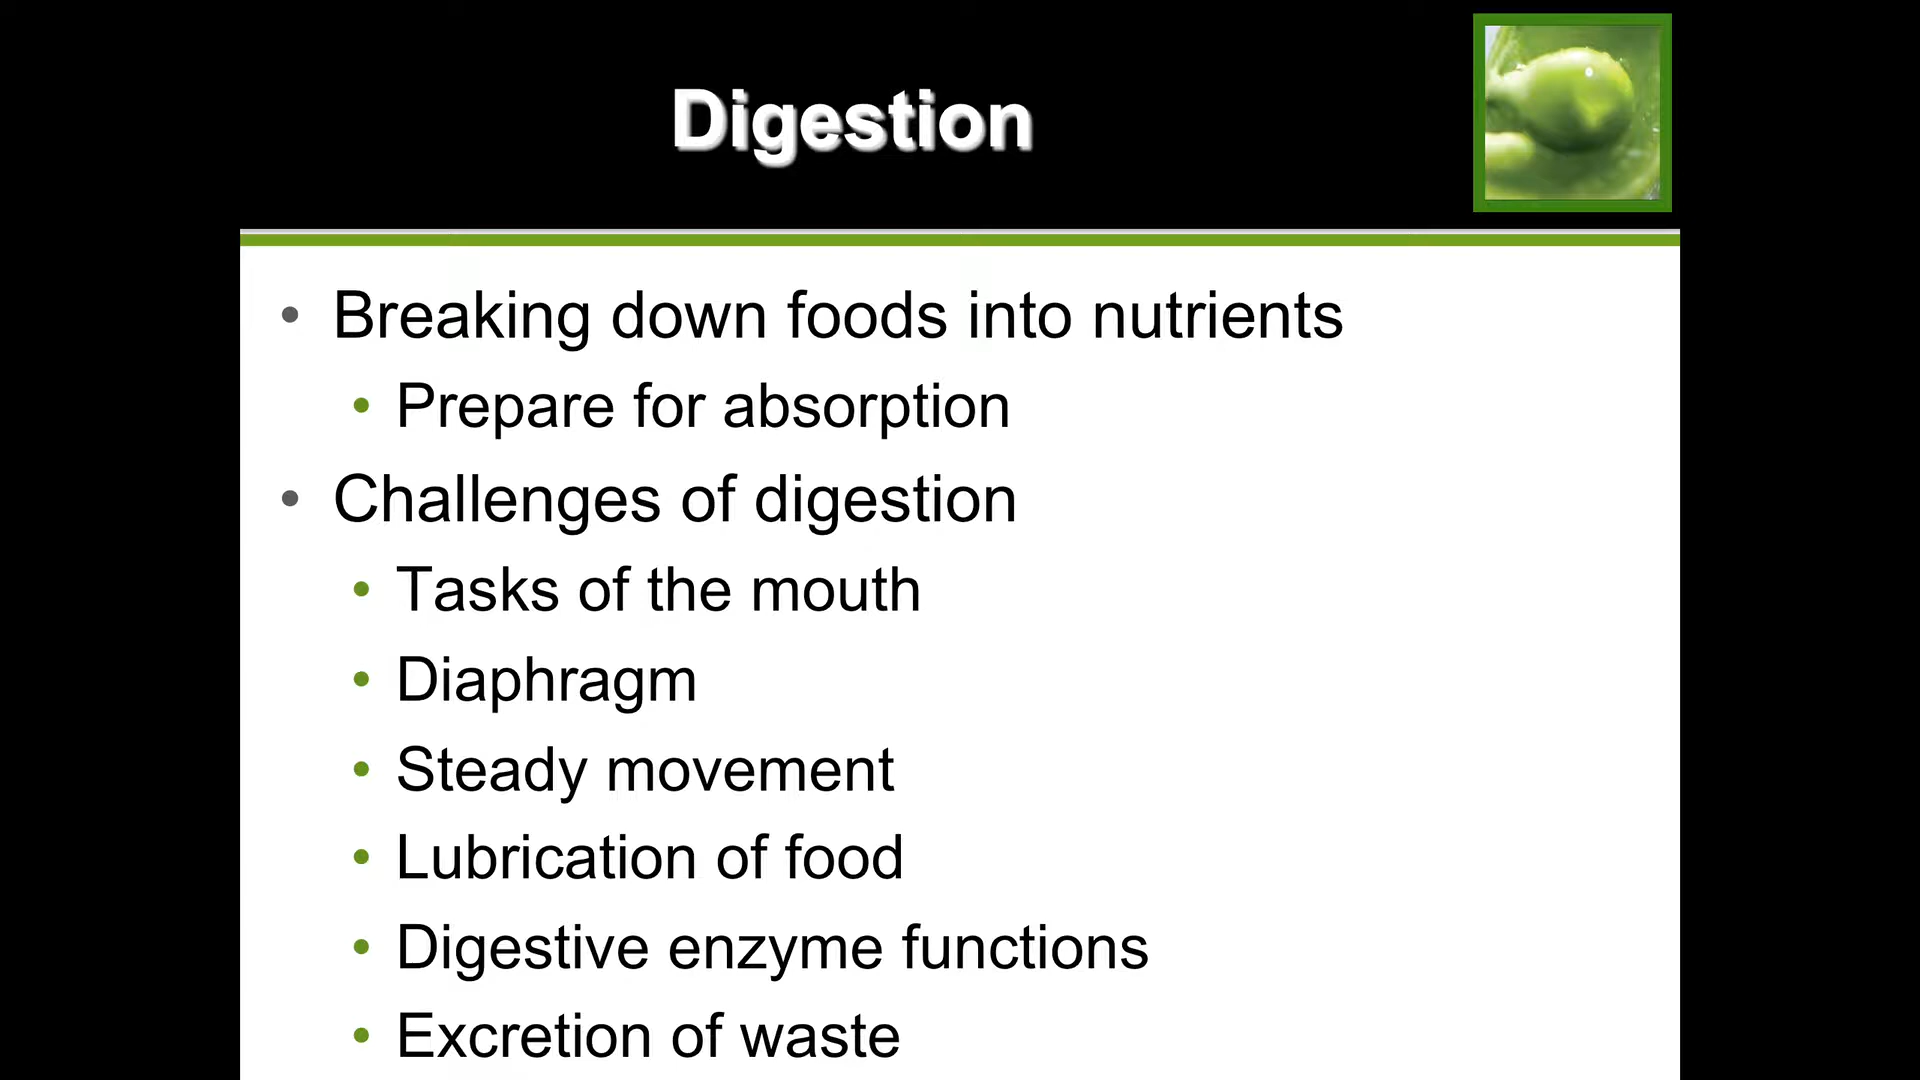 Digestion
• Breaking down foods into nutrients
• Prepare for absorption
• Challenges of digestion
• Tasks of the mouth
• Diaphragm
• Steady movement
• Lubrication of food
• Digestive enzyme functions
• Excretion of waste